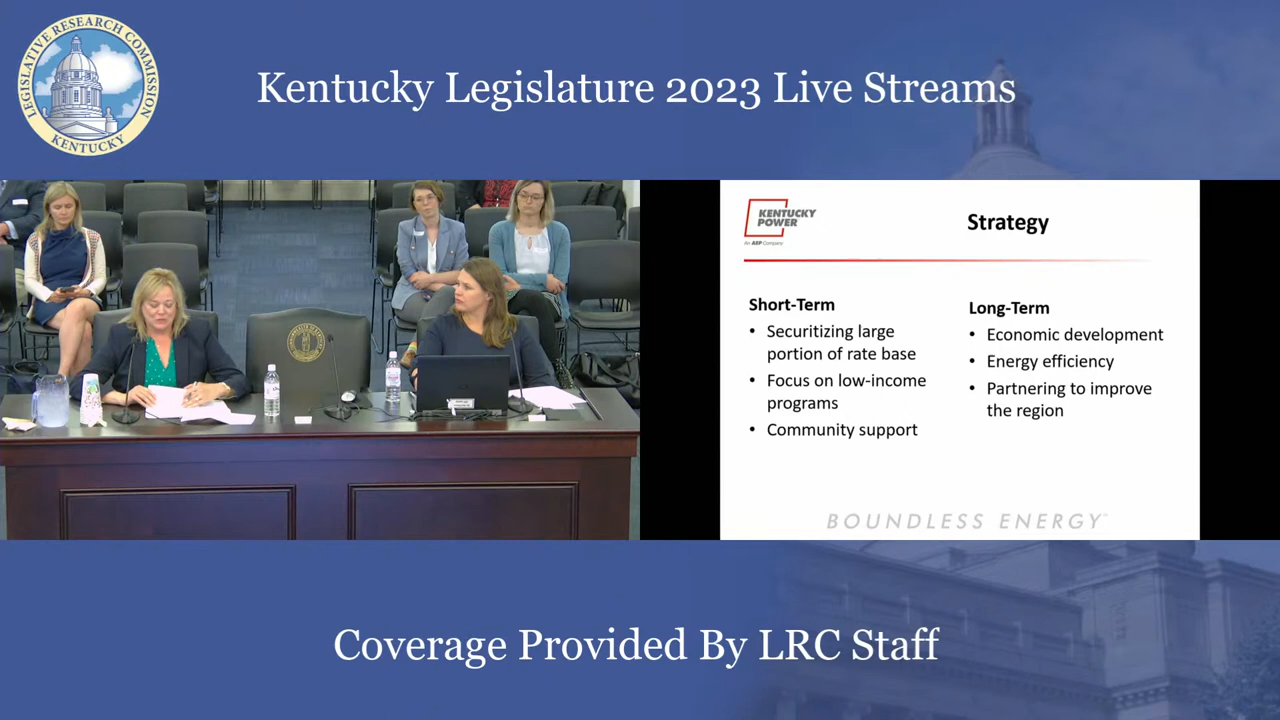 LEGISLATIVE RESEARCH COMMISSION
KENTUCKY
Kentucky Legislature 2023 Live Streams
KENTUCKY
POWER
An AEP Company
Strategy
Short-Term
• Securitizing large
portion of rate base
• Focus on low-income
programs
• Community support
Long-Term
• Economic development
• Energy efficiency
• Partnering to improve
the region
BOUNDLESS ENERGY
Coverage Provided By LRC Staff